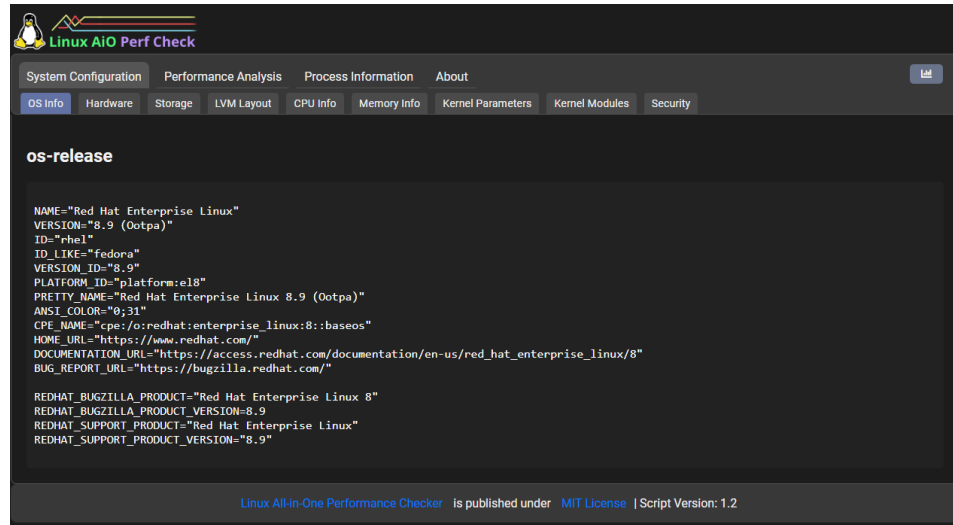 Linux AiO Perf Check
System Configuration Performance Analysis Process Information About
OS Info Hardware Storage LVM Layout CPU Info Memory Info Kernel Parameters Kernel Modules Security
os-release
NAME="Red Hat Enterprise Linux"
VERSION="8.9 (Ootpa)"
ID="rhel"
ID_LIKE="fedora"
VERSION_ID="8.9"
PLATFORM_ID="platform:el8"
PRETTY_NAME="Red Hat Enterprise Linux 8.9 (Ootpa)"
ANSI_COLOR="0;31"
CPE_NAME="cpe:/o:redhat:enterprise_linux:8::baseos"
HOME_URL="https://www.redhat.com/"
DOCUMENTATION_URL="https://access.redhat.com/documentation/en-us/red_hat_enterprise_linux/8"
BUG_REPORT_URL="https://bugzilla.redhat.com/"
REDHAT_BUGZILLA_PRODUCT="Red Hat Enterprise Linux 8"
REDHAT_BUGZILLA_PRODUCT_VERSION=8.9
REDHAT_SUPPORT_PRODUCT="Red Hat Enterprise Linux"
REDHAT_SUPPORT_PRODUCT_VERSION="8.9"
Linux All-in-One Performance Checker is published under MIT License | Script Version: 1.2